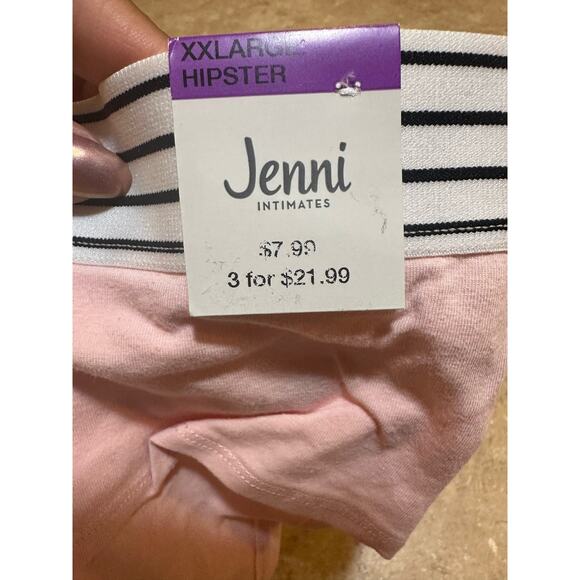 XXLARGE
HIPSTER
Jenni
INTIMATES
$7.99
3 for $21.99